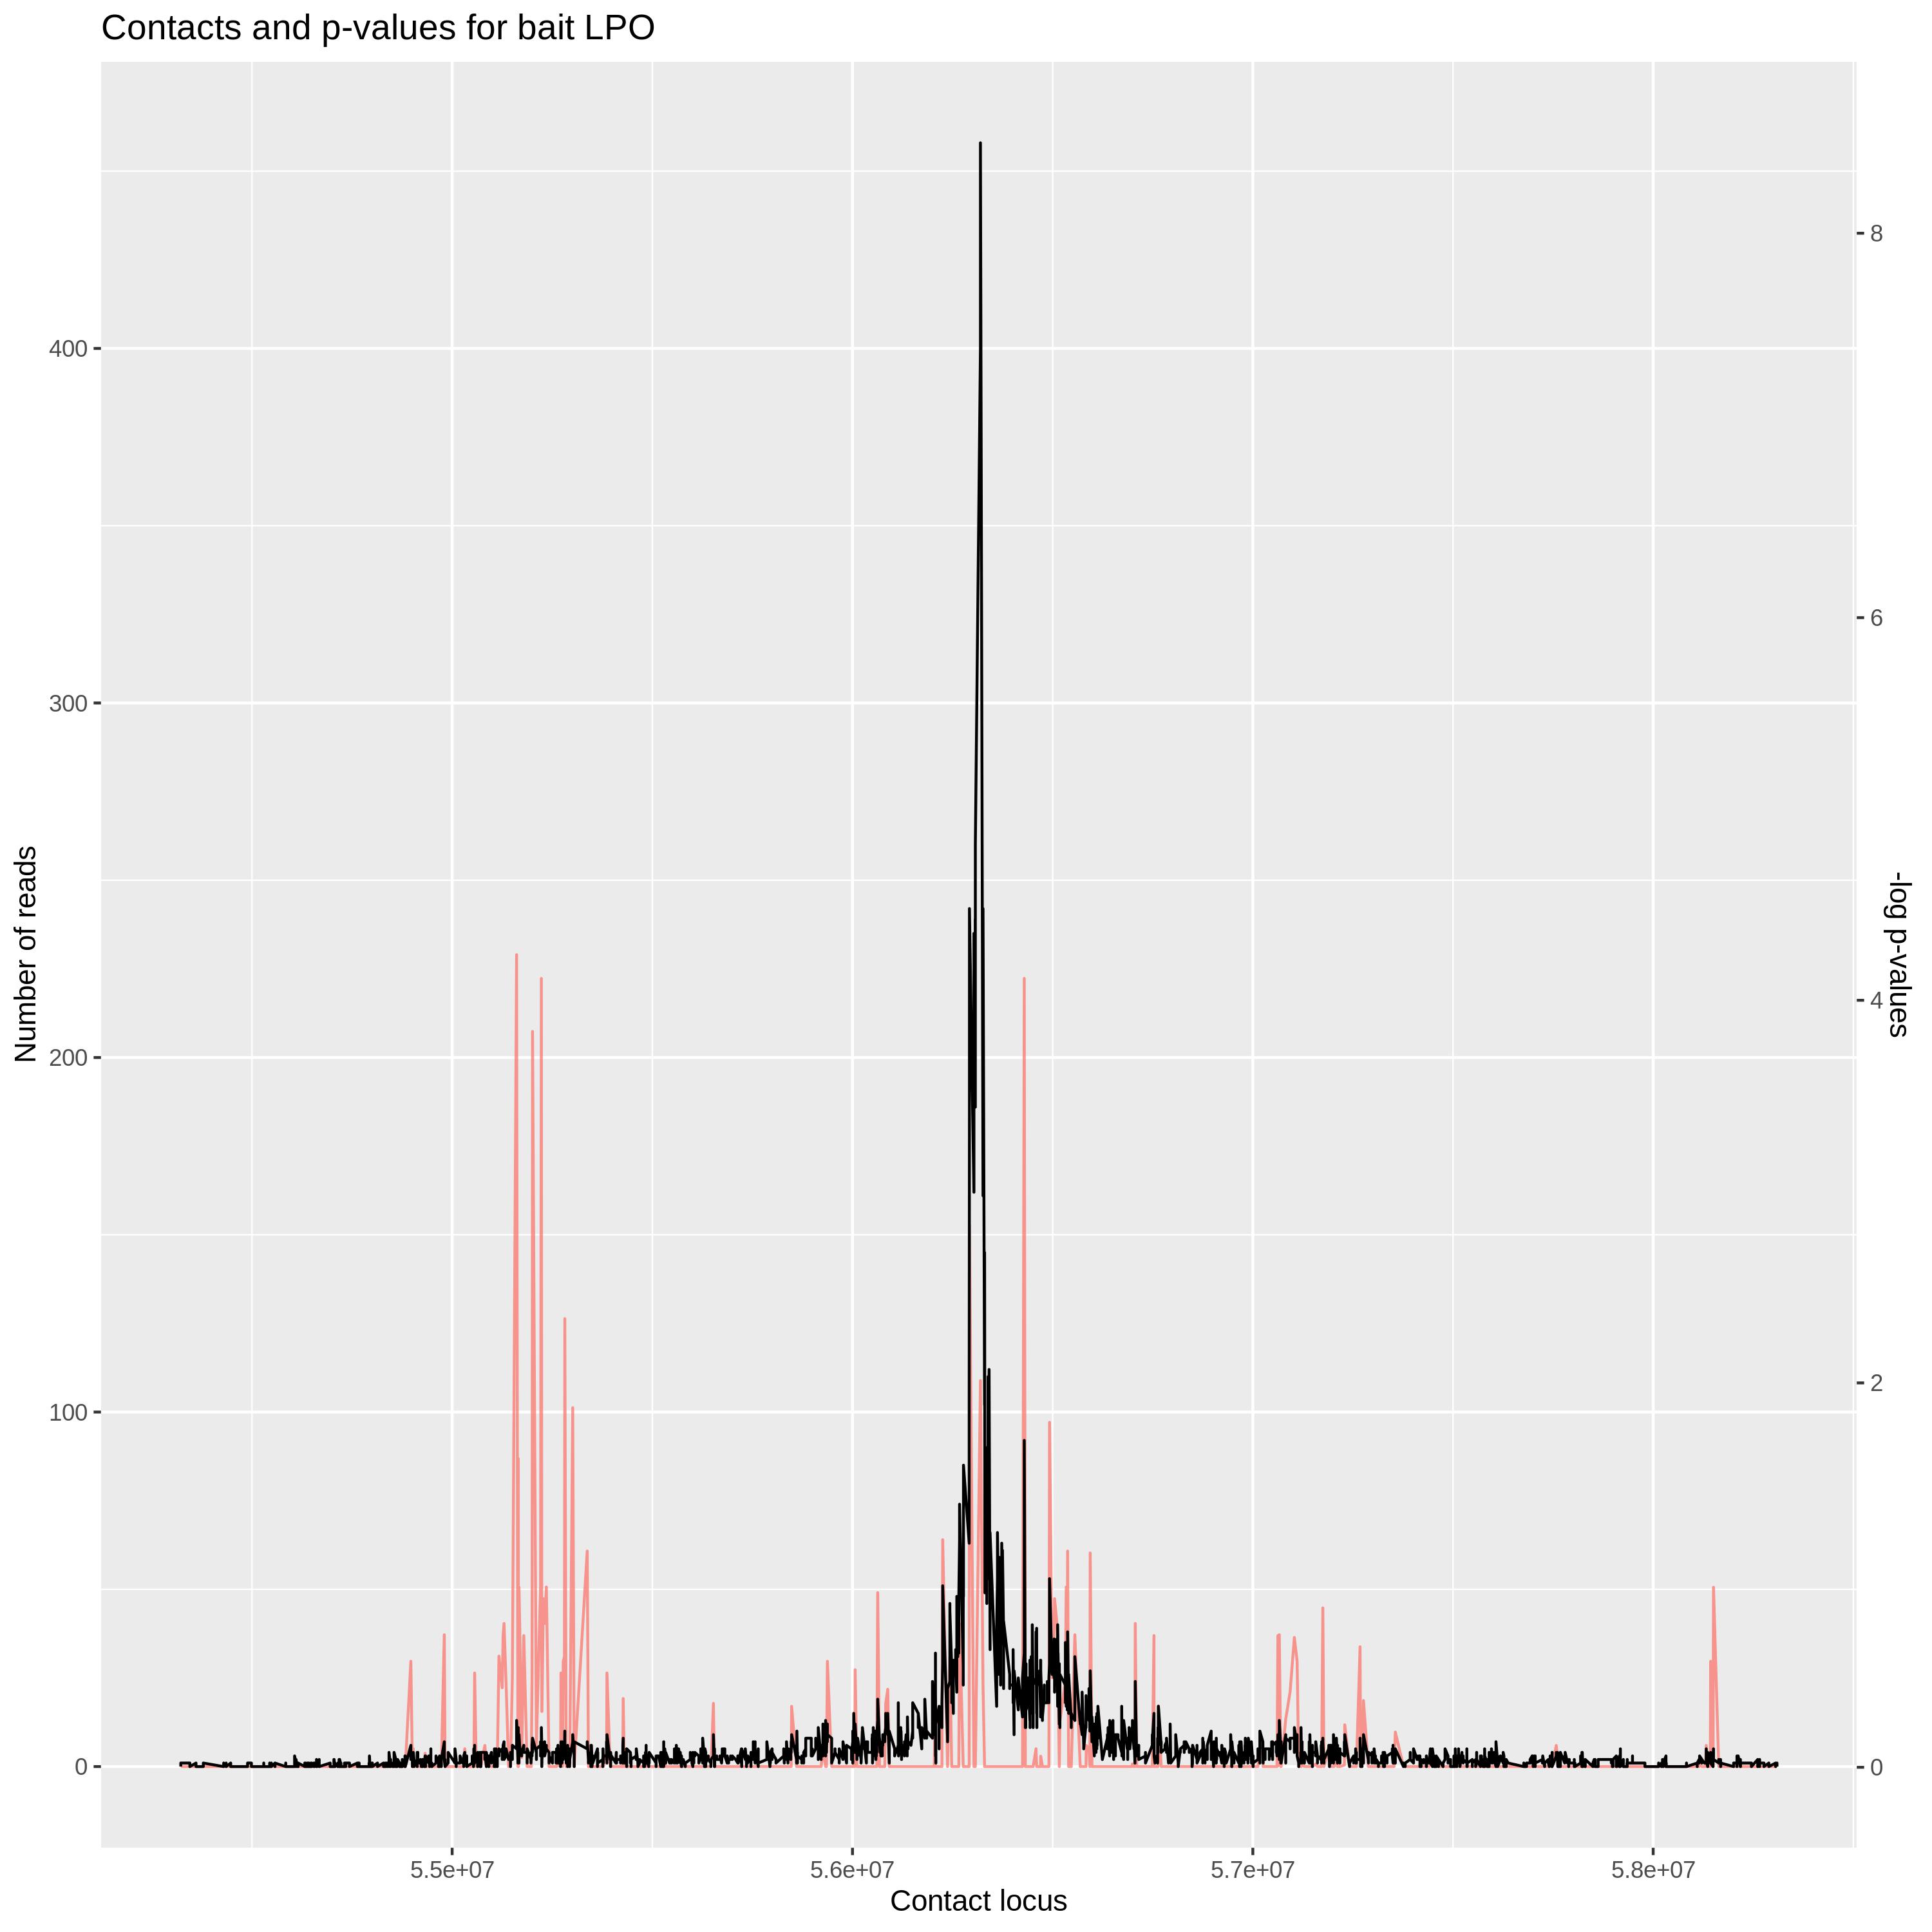 Contacts and p-values for bait LPO
Number of reads
400
300
200
100
0
8
6
4
2
0
-log p-values
5.5e+07
5.6e+07
5.7e+07
5.8e+07
Contact locus